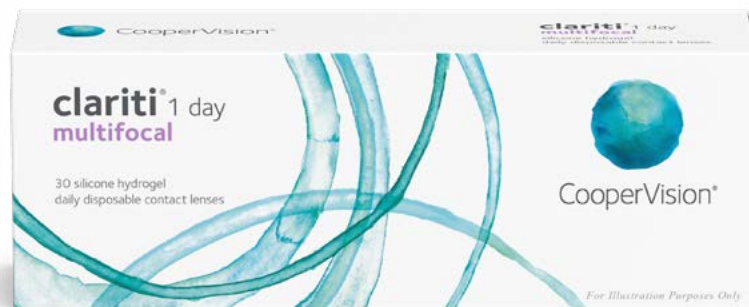 CooperVision®
clariti® 1 day
multifocal
silicone hydrogel
daily disposable contact lenses
clariti® 1 day
multifocal
30 silicone hydrogel
daily disposable contact lenses
CooperVision®
For Illustration Purposes Only